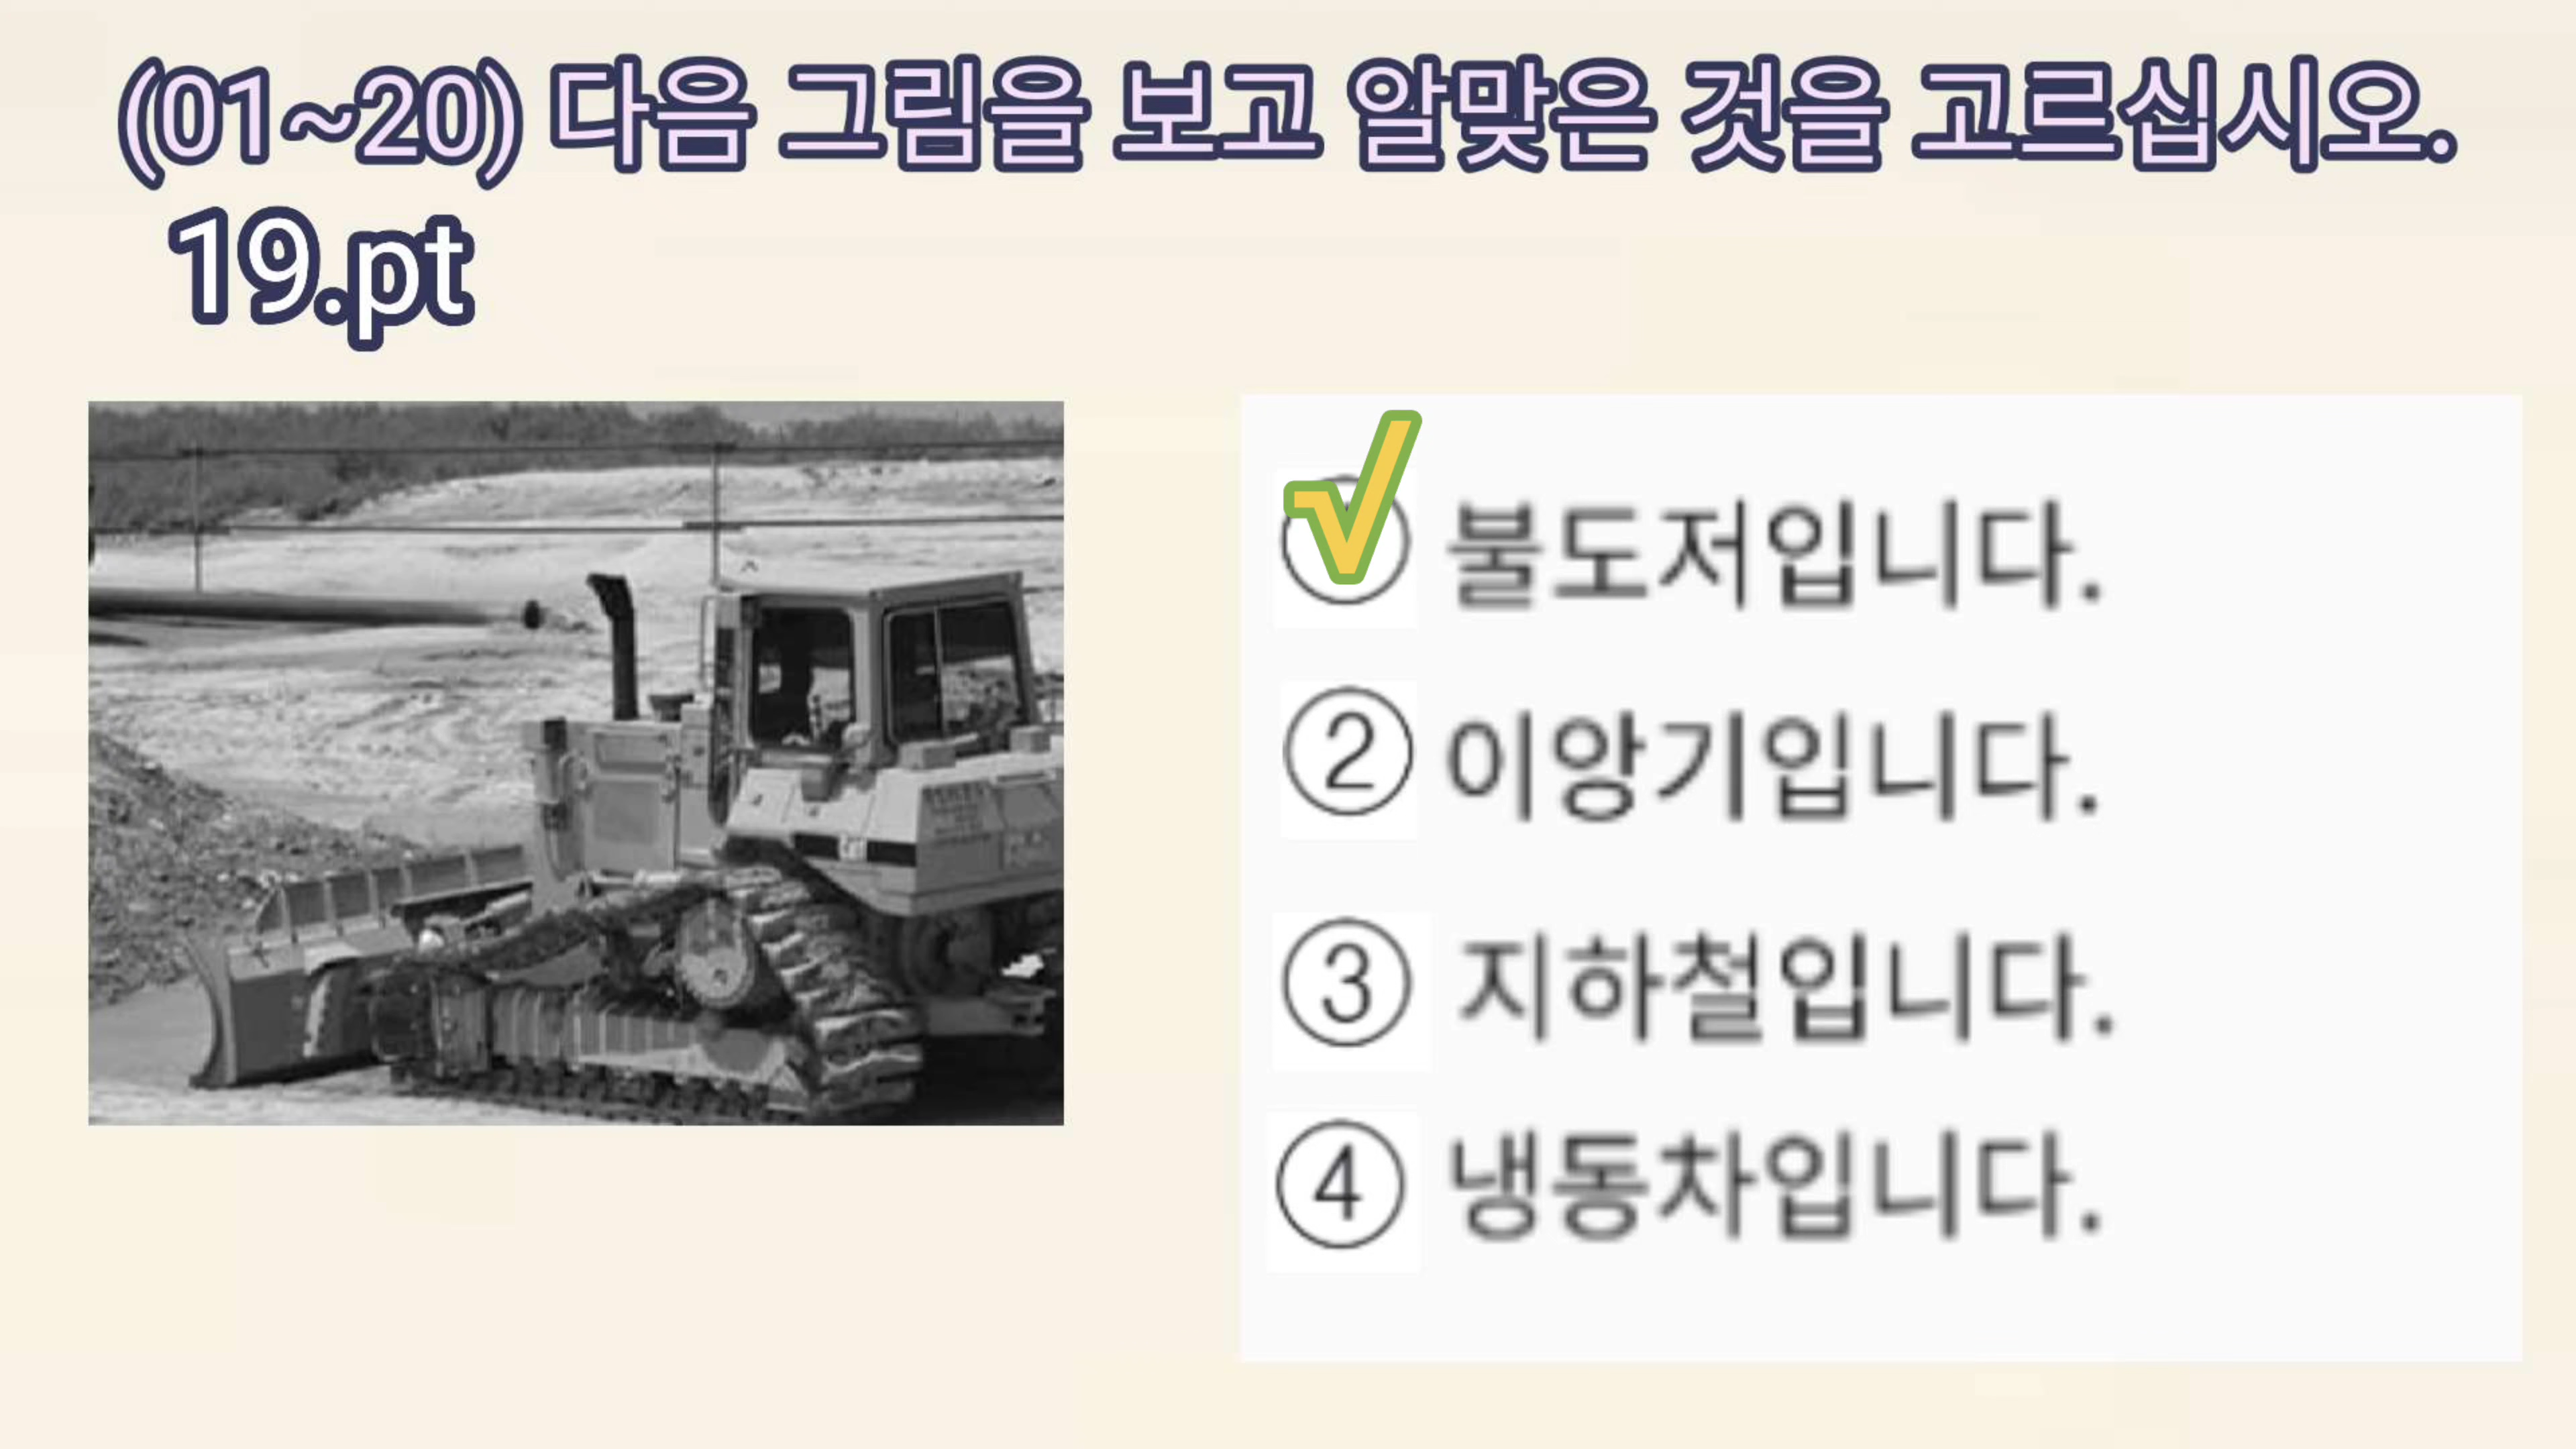 (01~20) 다음 그림을 보고 알맞은 것을 고르십시오.
19.pt
불도저입니다.
② 이앙기입니다.
③ 지하철입니다.
④ 냉동차입니다.